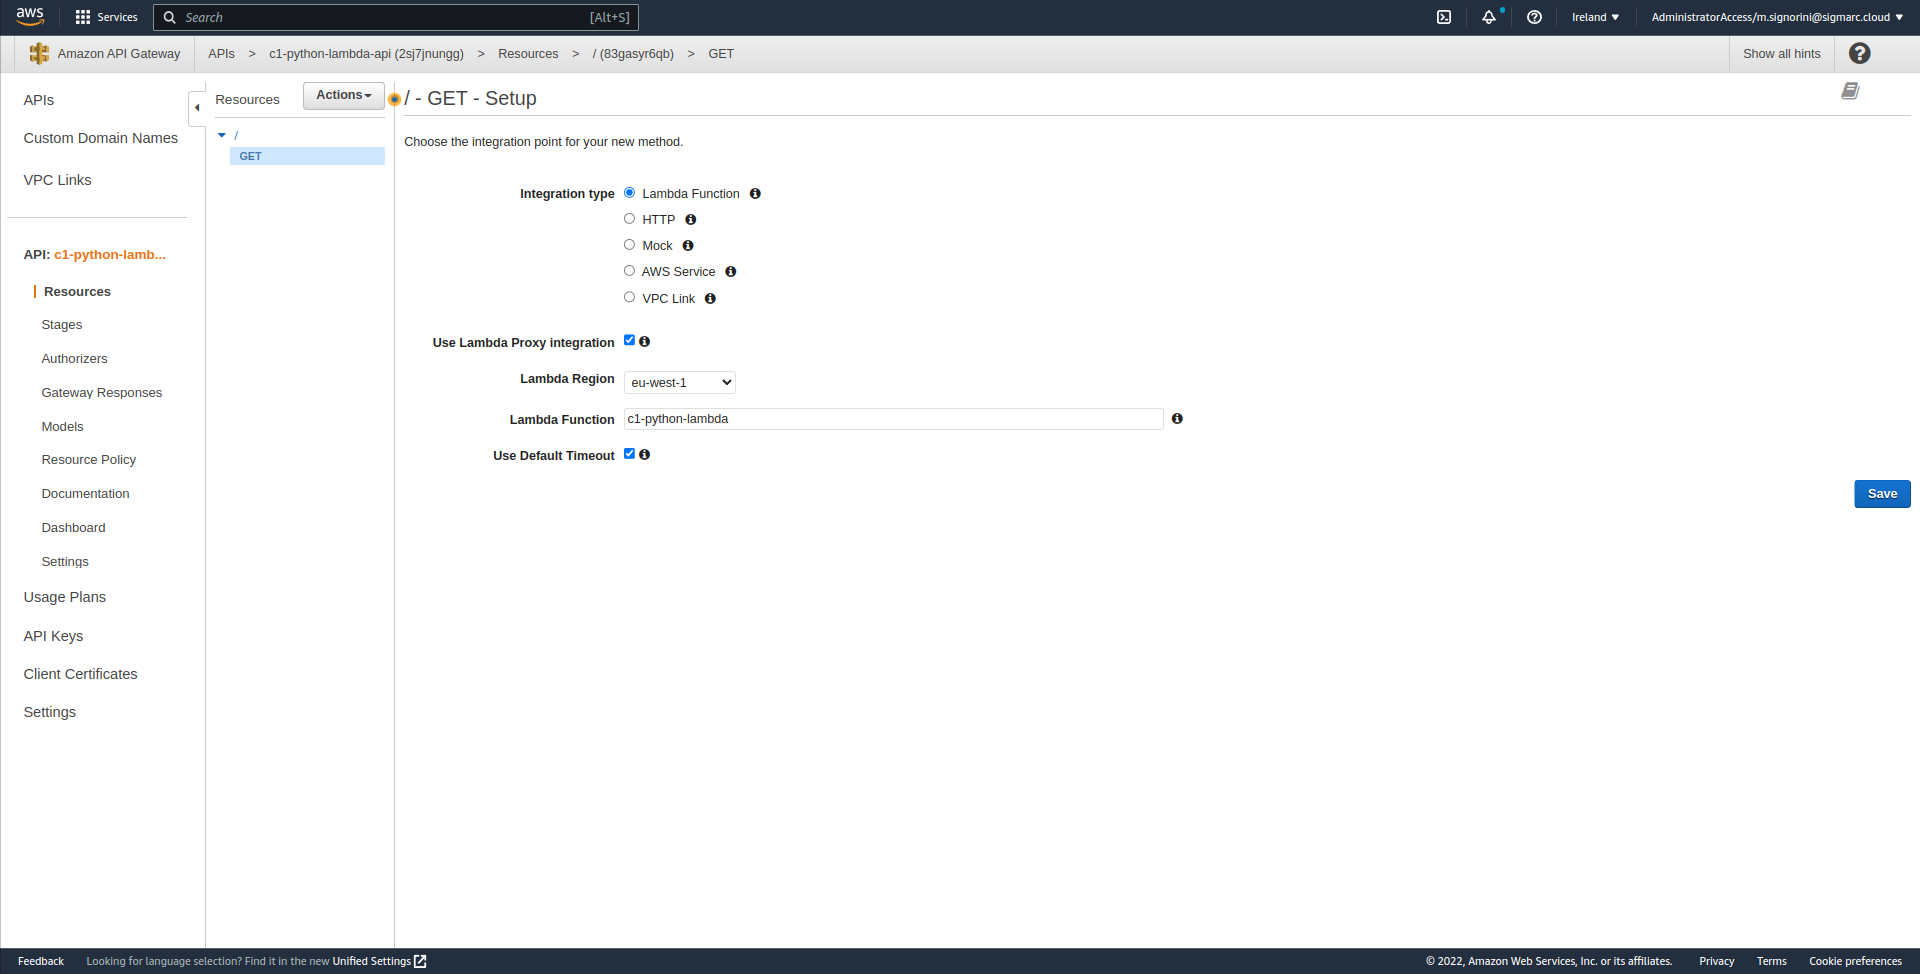 aws
Services
Search
[Alt+S]
Ireland ▼
AdministratorAccess/m.signorini@sigmarc.cloud ▼
Amazon API Gateway
APIs > c1-python-lambda-api (2sj7jnungg) > Resources > / (83gasyr6qb) > GET
Show all hints
APIs
Custom Domain Names
VPC Links
API: c1-python-lamb...
Resources
Stages
Authorizers
Gateway Responses
Models
Resource Policy
Documentation
Dashboard
Settings
Usage Plans
API Keys
Client Certificates
Settings
Resources
Actions
/
GET
/ - GET - Setup
Choose the integration point for your new method.
Integration type
Lambda Function
HTTP
Mock
AWS Service
VPC Link
Use Lambda Proxy integration
Lambda Region
eu-west-1
Lambda Function
c1-python-lambda
Use Default Timeout
Save
Feedback
Looking for language selection? Find it in the new Unified Settings
© 2022, Amazon Web Services, Inc. or its affiliates.
Privacy
Terms
Cookie preferences